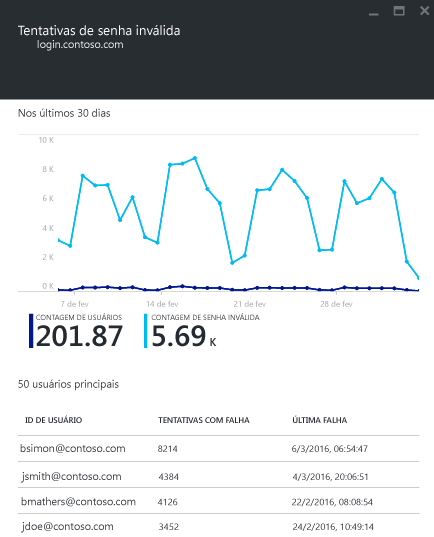 Tentativas de senha inválida
login.contoso.com
Nos últimos 30 dias
10 K
8 K
6 K
4 K
2 K
0 K
7 de fev 14 de fev 21 de fev 28 de fev
CONTAGEM DE USUÁRIOS CONTAGEM DE SENHA INVÁLIDA
201.87 5.69 K
50 usuários principais
ID DE USUÁRIO TENTATIVAS COM FALHA ÚLTIMA FALHA
bsimon@contoso.com 8214 6/3/2016, 06:54:47
jsmith@contoso.com 4384 4/3/2016, 20:06:51
bmathers@contoso.com 4126 22/2/2016, 08:08:54
jdoe@contoso.com 3452 24/2/2016, 10:49:14